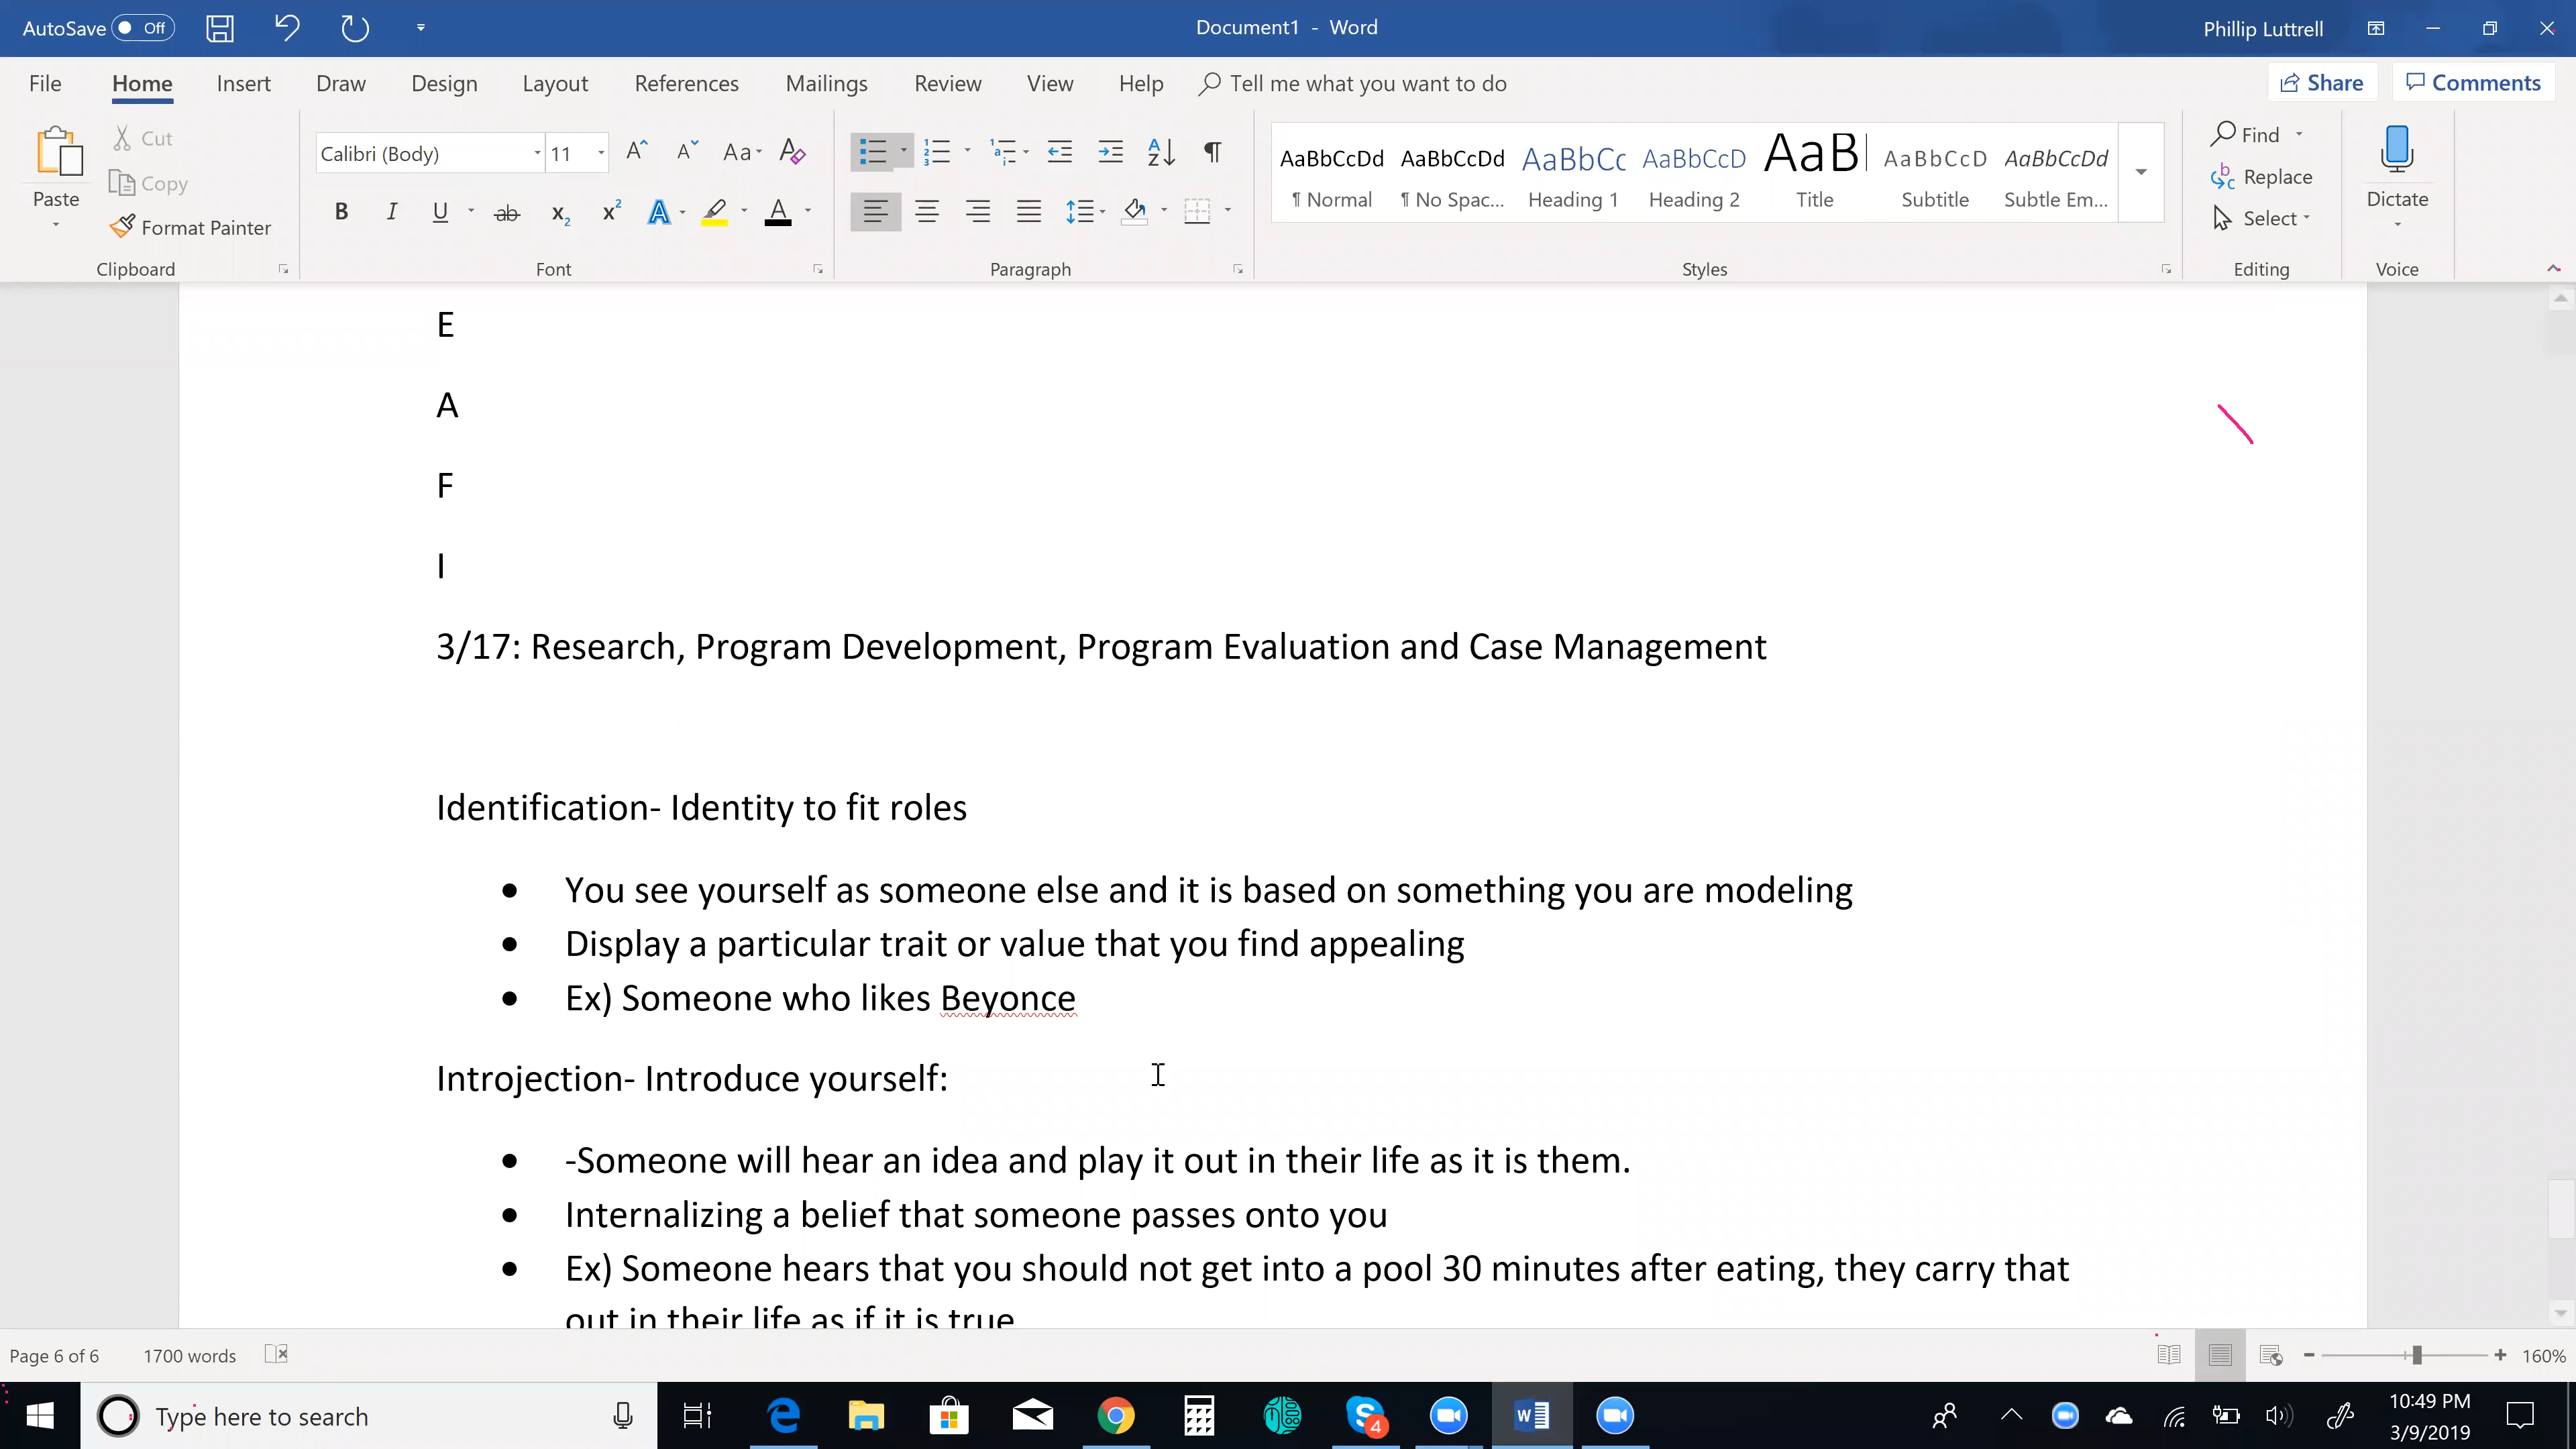 AutoSave Off Document1 - Word Phillip Luttrell
File Home Insert Draw Design Layout References Mailings Review View Help Tell me what you want to do Share Comments
Paste
Cut
Copy
Format Painter
Clipboard
Calibri (Body) 11
Font
Paragraph
AaBbCcDd AaBbCcDd AaBbCc AaBbCcD AaB AaBbCcD AaBbCcDd
¶ Normal ¶ No Spac... Heading 1 Heading 2 Title Subtitle Subtle Em...
Styles
Find
Replace
Select
Editing
Dictate
Voice
E
A
F
I
3/17: Research, Program Development, Program Evaluation and Case Management
Identification- Identity to fit roles
• You see yourself as someone else and it is based on something you are modeling
• Display a particular trait or value that you find appealing
• Ex) Someone who likes Beyonce
Introjection- Introduce yourself:
• -Someone will hear an idea and play it out in their life as it is them.
• Internalizing a belief that someone passes onto you
• Ex) Someone hears that you should not get into a pool 30 minutes after eating, they carry that
out in their life as if it is true
Page 6 of 6 1700 words 160%
Type here to search 4 10:49 PM
3/9/2019